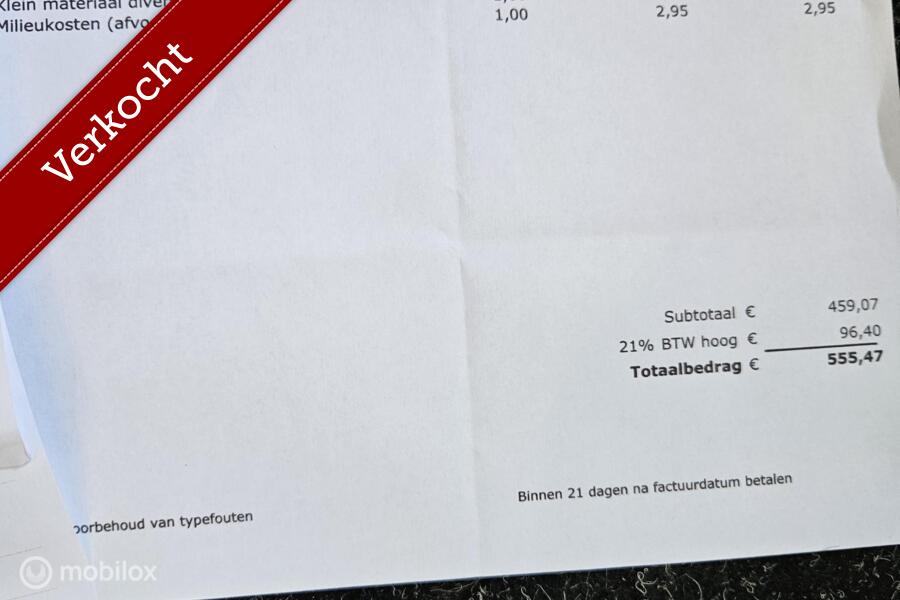 Klein materiaal diver
Milieukosten (afvo 1,00 2,95 2,95
Verkocht
Subtotaal € 459,07
21% BTW hoog € 96,40
Totaalbedrag € 555,47
Binnen 21 dagen na factuurdatum betalen
oorbehoud van typefouten
mobilox